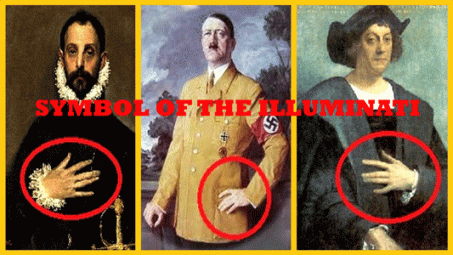 SYMBOL OF THE ILLUMINATI